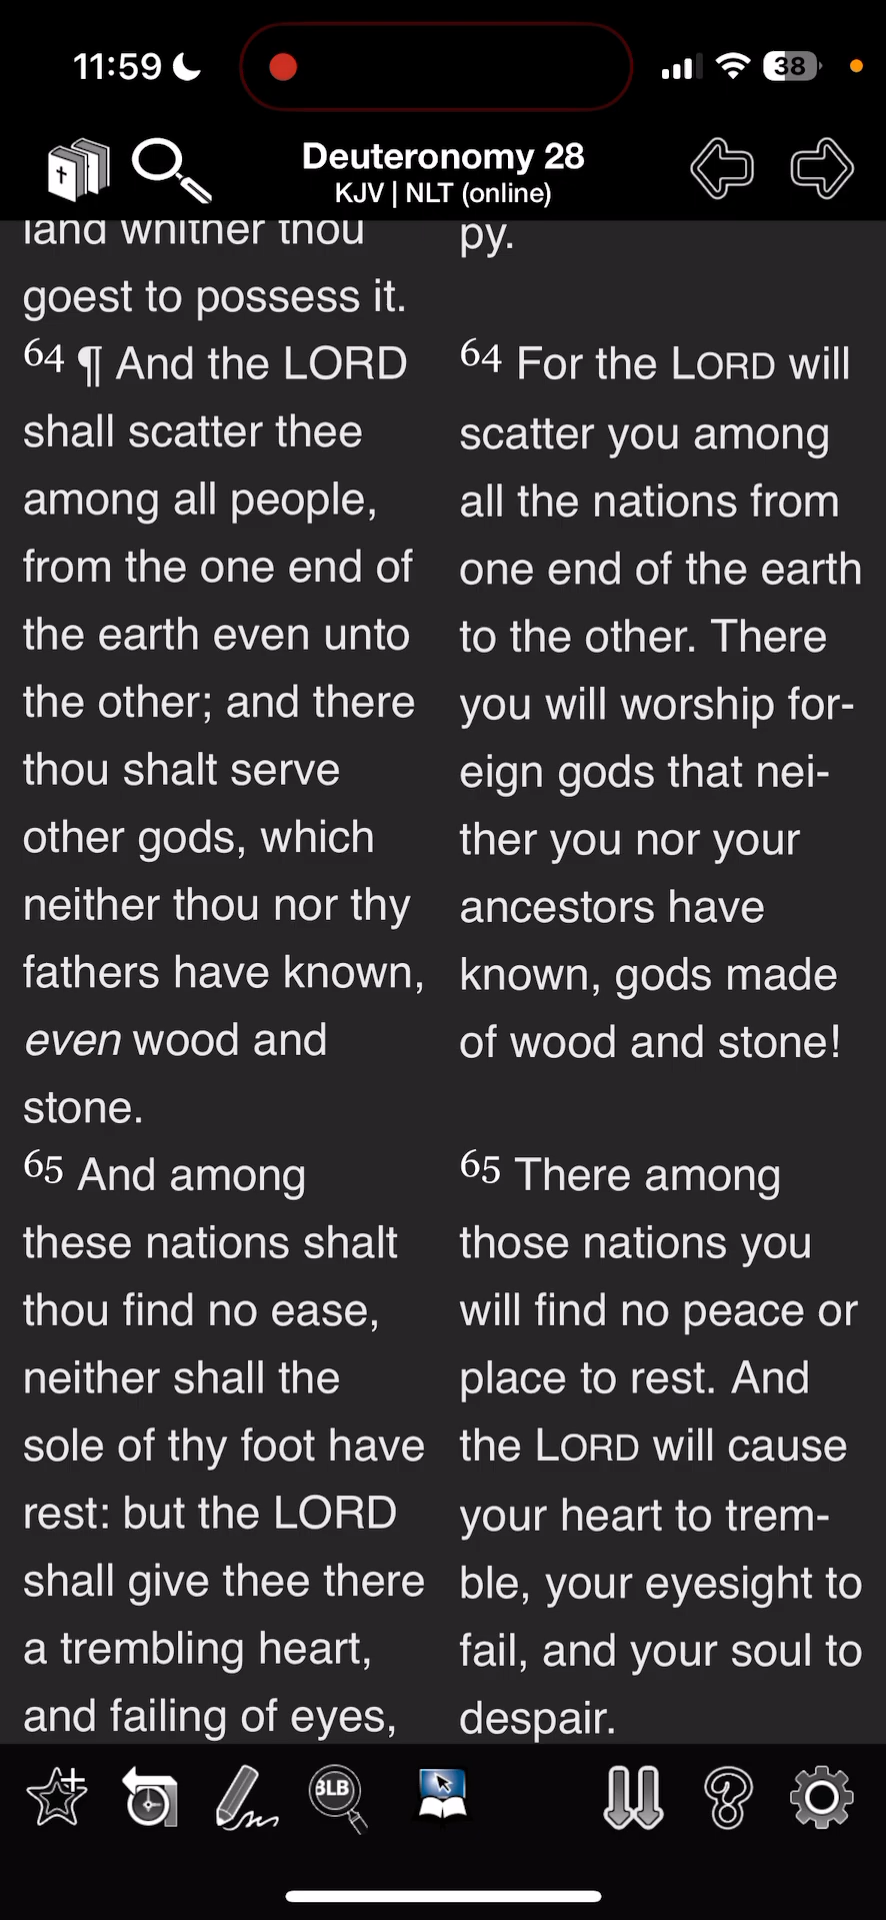 11:59
38
Deuteronomy 28
KJV | NLT (online)
land whither thou
goest to possess it.
64 ¶ And the LORD
shall scatter thee
among all people,
from the one end of
the earth even unto
the other; and there
thou shalt serve
other gods, which
neither thou nor thy
fathers have known,
even wood and
stone.
65 And among
these nations shalt
thou find no ease,
neither shall the
sole of thy foot have
rest: but the LORD
shall give thee there
a trembling heart,
and failing of eyes,
py.
64 For the LORD will
scatter you among
all the nations from
one end of the earth
to the other. There
you will worship for-
eign gods that nei-
ther you nor your
ancestors have
known, gods made
of wood and stone!
65 There among
those nations you
will find no peace or
place to rest. And
the LORD will cause
your heart to trem-
ble, your eyesight to
fail, and your soul to
despair.
BLB